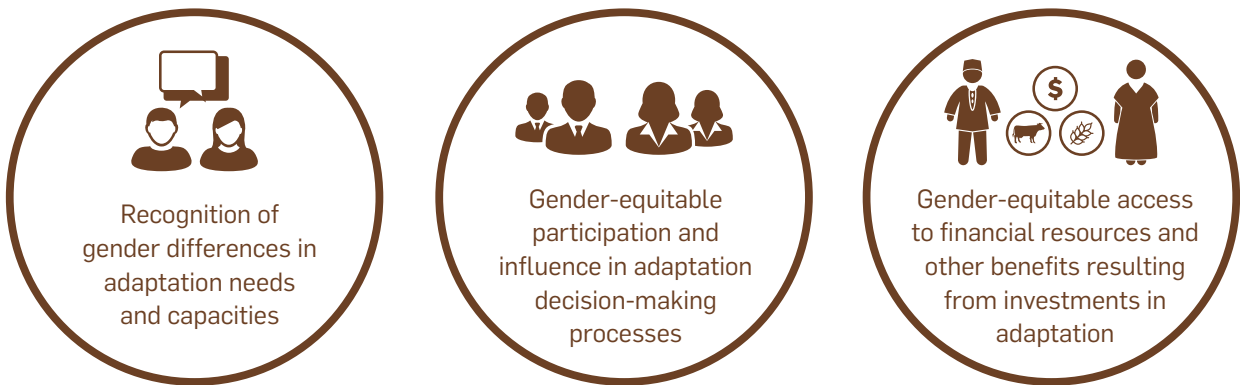 Recognition of
gender differences in
adaptation needs
and capacities
Gender-equitable
participation and
influence in adaptation
decision-making
processes
$
Gender-equitable access
to financial resources and
other benefits resulting
from investments in
adaptation